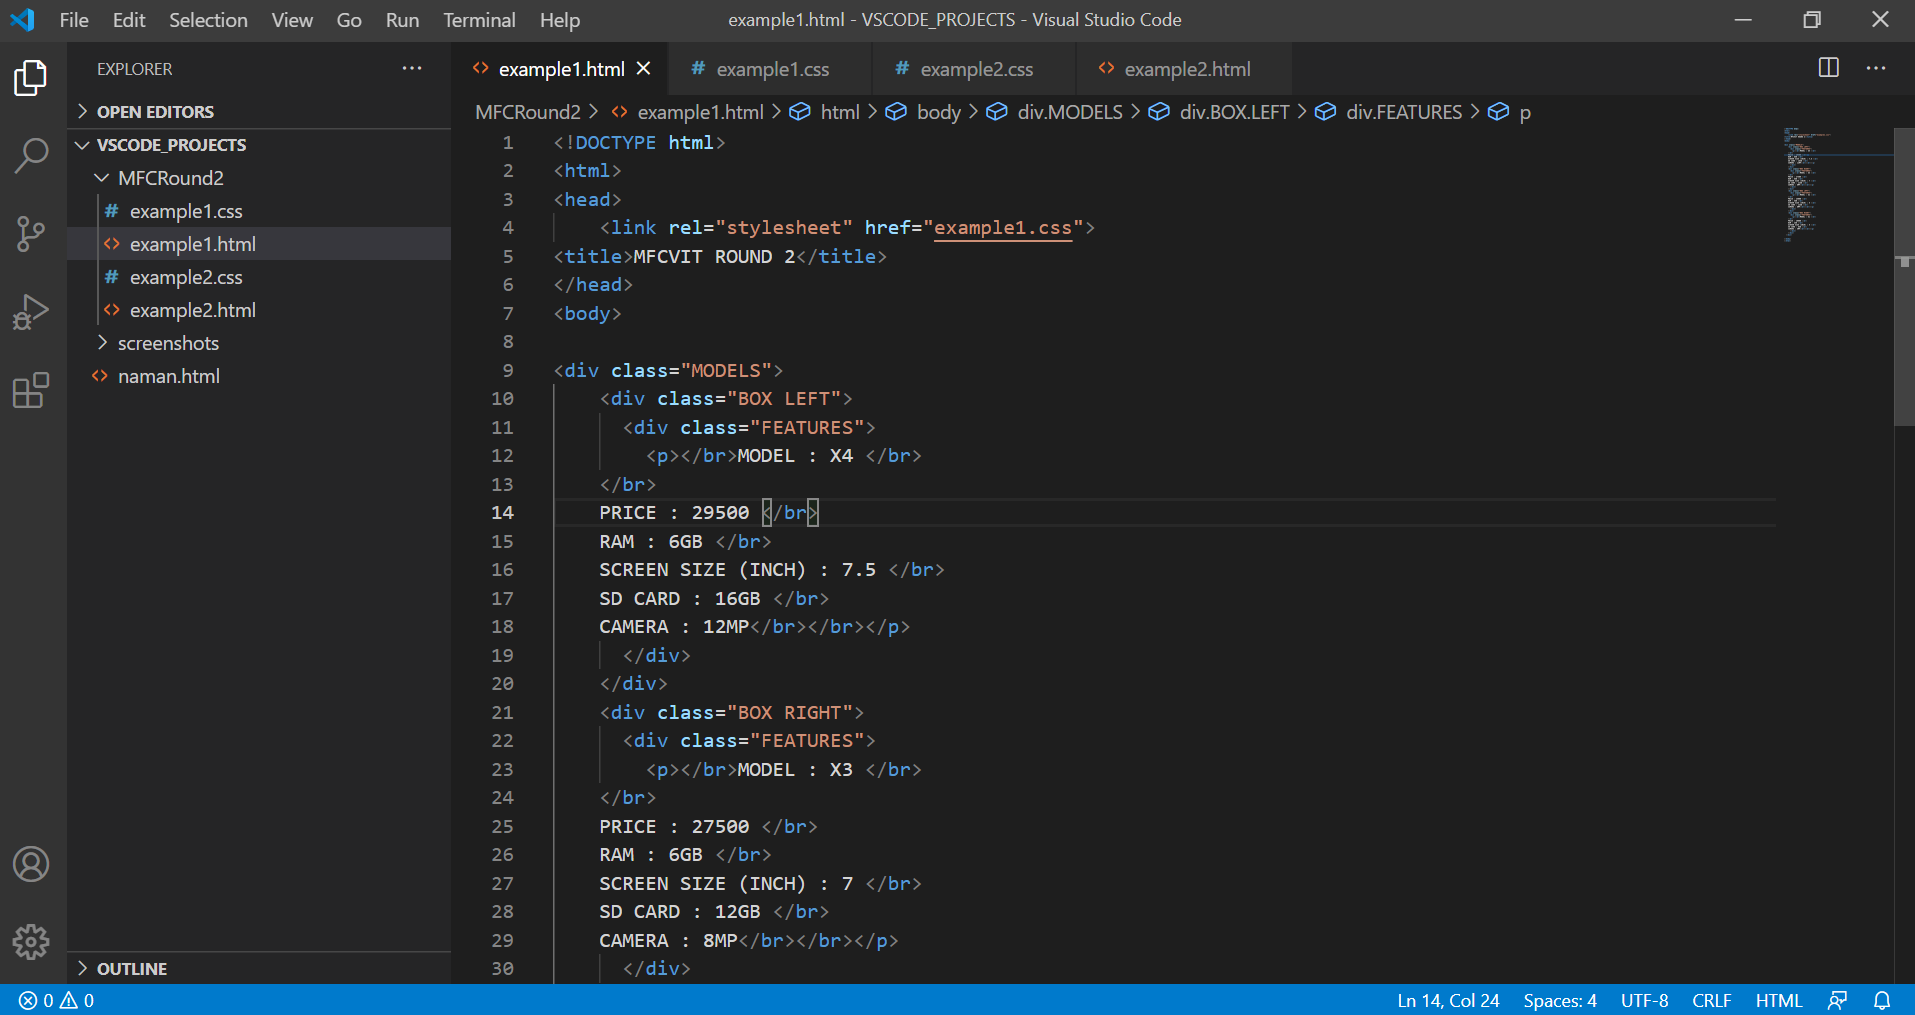 File Edit Selection View Go Run Terminal Help example1.html - VSCODE_PROJECTS - Visual Studio Code
EXPLORER
OPEN EDITORS
VSCODE_PROJECTS
MFCRound2
# example1.css
<> example1.html
# example2.css
<> example2.html
screenshots
<> naman.html
OUTLINE
<> example1.html # example1.css # example2.css <> example2.html
MFCRound2 > <> example1.html > html > body > div.MODELS > div.BOX.LEFT > div.FEATURES > p
1 <!DOCTYPE html>
2 <html>
3 <head>
4 <link rel="stylesheet" href="example1.css">
5 <title>MFCVIT ROUND 2</title>
6 </head>
7 <body>
8
9 <div class="MODELS">
10 <div class="BOX LEFT">
11 <div class="FEATURES">
12 <p></br>MODEL : X4 </br>
13 </br>
14 PRICE : 29500 </br>
15 RAM : 6GB </br>
16 SCREEN SIZE (INCH) : 7.5 </br>
17 SD CARD : 16GB </br>
18 CAMERA : 12MP</br></br></p>
19 </div>
20 </div>
21 <div class="BOX RIGHT">
22 <div class="FEATURES">
23 <p></br>MODEL : X3 </br>
24 </br>
25 PRICE : 27500 </br>
26 RAM : 6GB </br>
27 SCREEN SIZE (INCH) : 7 </br>
28 SD CARD : 12GB </br>
29 CAMERA : 8MP</br></br></p>
30 </div>
0 0 Ln 14, Col 24 Spaces: 4 UTF-8 CRLF HTML